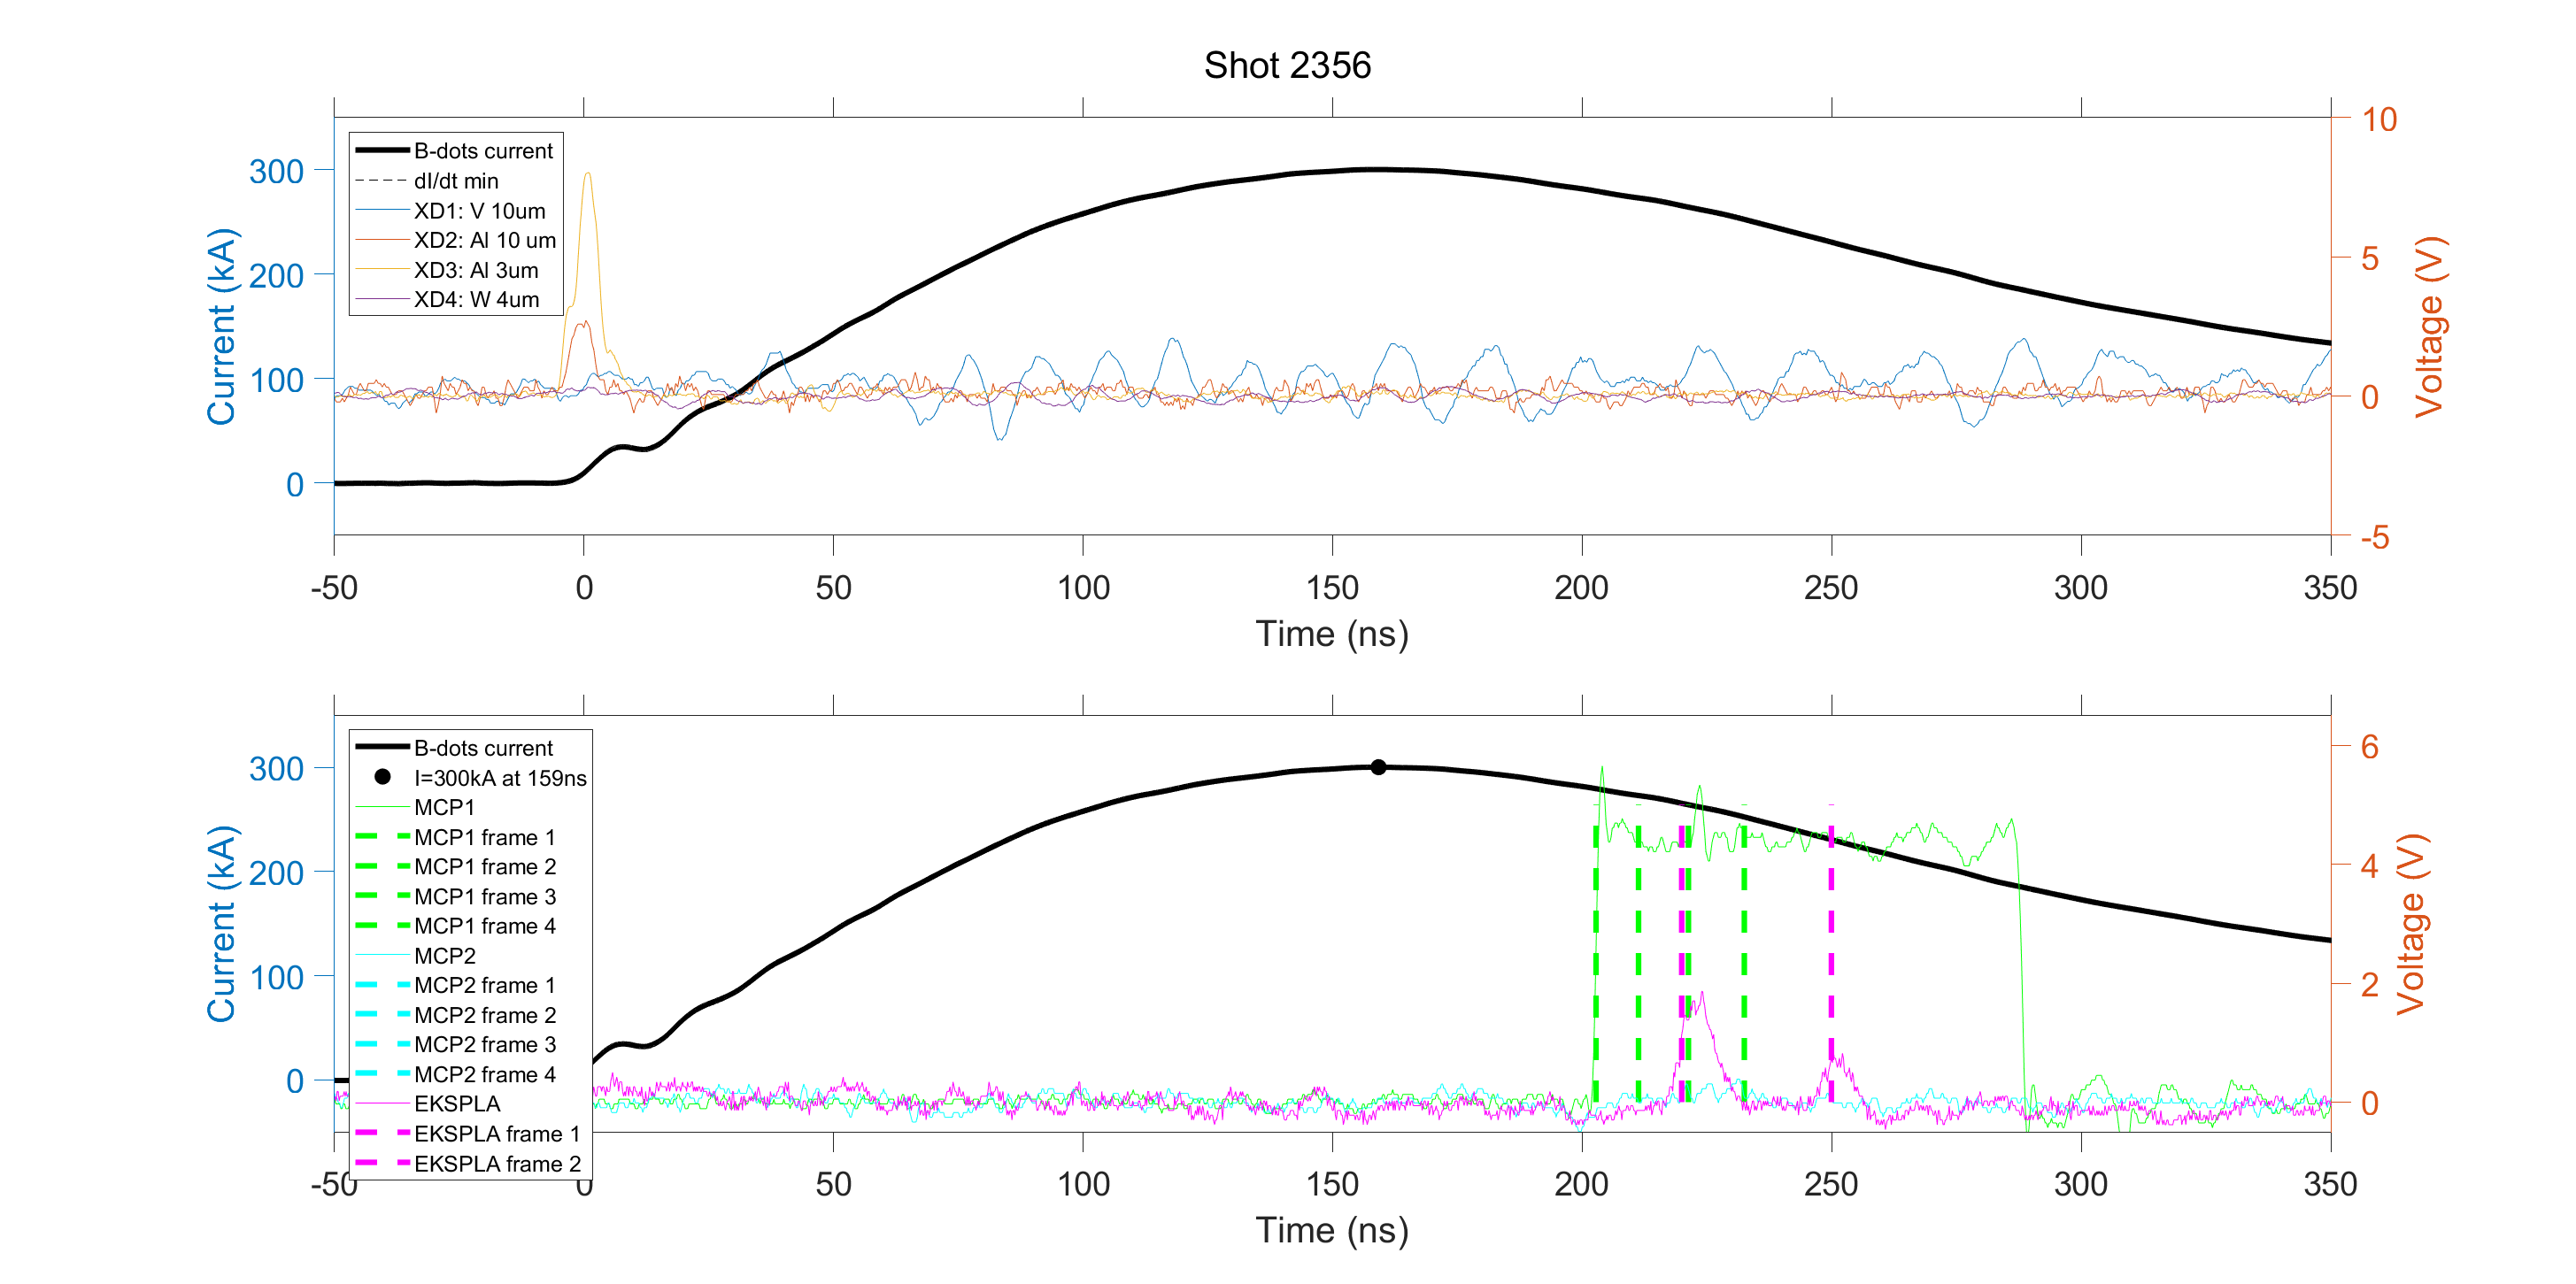 Shot 2356
10
5
0
-5
Voltage (V)
300
200
100
0
Current (kA)
B-dots current
dI/dt min
XD1: V 10um
XD2: Al 10 um
XD3: Al 3um
XD4: W 4um
-50 0 50 100 150 200 250 300 350
Time (ns)
300
200
100
0
Current (kA)
B-dots current
I=300kA at 159ns
MCP1
MCP1 frame 1
MCP1 frame 2
MCP1 frame 3
MCP1 frame 4
MCP2
MCP2 frame 1
MCP2 frame 2
MCP2 frame 3
MCP2 frame 4
EKSPLA
EKSPLA frame 1
EKSPLA frame 2
6
4
2
0
Voltage (V)
-50 0 50 100 150 200 250 300 350
Time (ns)